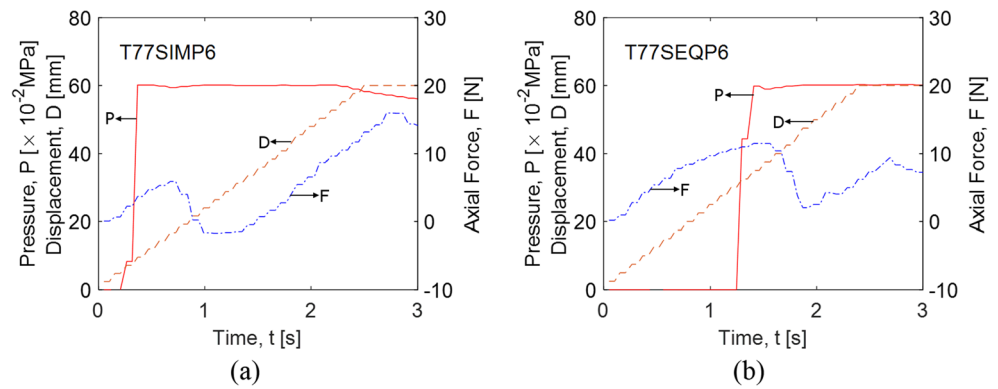 80
60
40
20
0
Pressure, P [× 10⁻²MPa]
Displacement, D [mm]
T77SIMP6
P
D
F
30
20
10
0
-10
Axial Force, F [N]
0 1 2 3
Time, t [s]
(a)
80
60
40
20
0
Pressure, P [× 10⁻²MPa]
Displacement, D [mm]
T77SEQP6
P
D
F
30
20
10
0
-10
Axial Force, F [N]
0 1 2 3
Time, t [s]
(b)